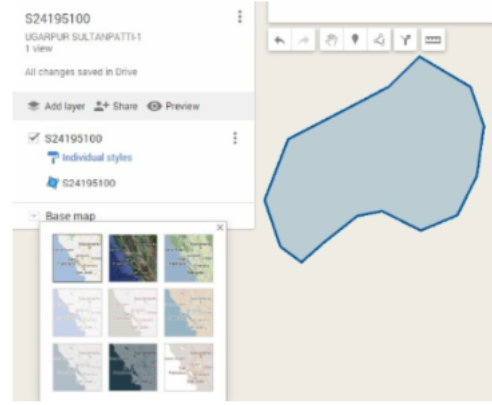 S24195100
UGARPUR SULTANPATTI-1
1 view
All changes saved in Drive
Add layer Share Preview
S24195100
Individual styles
S24195100
Base map